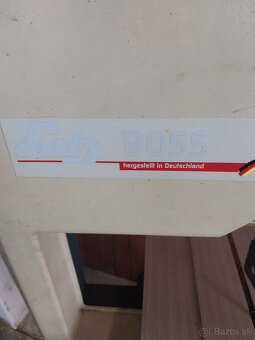 Lutz BOSS
hergestellt in Deutschland
© Bazos.sk